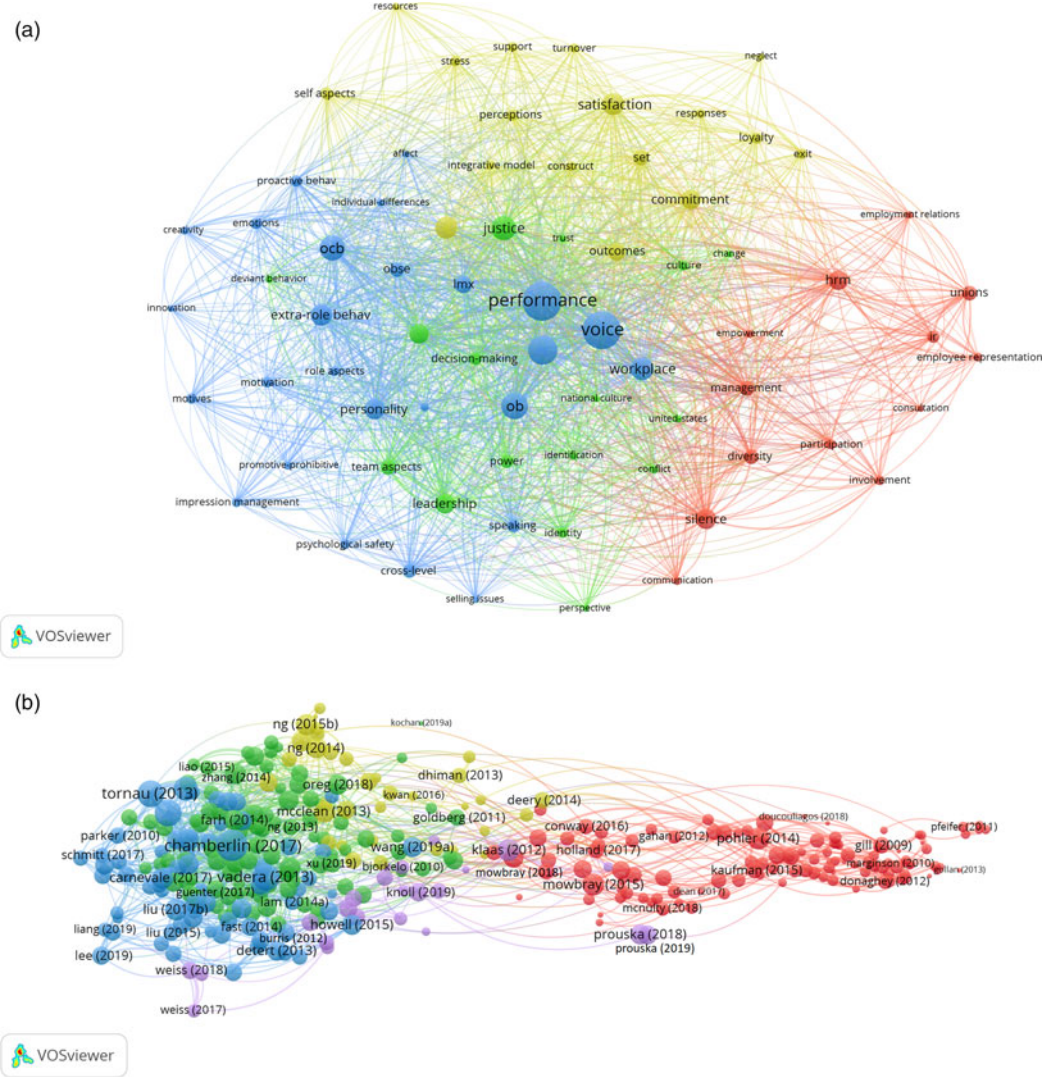 (a)
resources
support
turnover
stress
neglect
self aspects
satisfaction
perceptions
responses
loyalty
affect
set
exit
integrative model
construct
proactive behav
individual-differences
commitment
employment relations
creativity
emotions
justice
trust
ocb
outcomes
change
culture
obse
deviant behavior
lmx
hrm
unions
performance
innovation
extra-role behav
voice
empowerment
ir
decision-making
employee representation
role aspects
workplace
motivation
management
motives
national culture
personality
ob
consultation
united-states
participation
promotive-prohibitive
team aspects
power
identification
conflict
diversity
involvement
impression management
leadership
silence
speaking
identity
psychological safety
cross-level
communication
selling issues
perspective
VOSviewer
(b)
ng (2015b)
kochan (2019a)
ng (2014)
liao (2015)
zhang (2014)
dhiman (2013)
tornau (2013)
oreg (2018)
kwan (2016)
deery (2014)
mcclean (2013)
goldberg (2011)
farh (2014)
ng (2013)
doucouliagos (2018)
parker (2010)
conway (2016)
gahan (2012)
pohler (2014)
pfeifer (2011)
chamberlin (2017)
wang (2019a)
klaas (2012)
holland (2017)
gill (2009)
schmitt (2017)
xu (2019)
bjorkelo (2010)
marginson (2010)
carnevale (2017)
vadera (2013)
mowbray (2018)
kaufman (2015)
donaghey (2012)
guenter (2017)
knoll (2019)
mowbray (2015)
dean (2017)
liu (2017b)
lam (2014a)
mcnulty (2018)
liang (2019)
liu (2015)
fast (2014)
howell (2015)
burris (2012)
prouska (2018)
lee (2019)
detert (2013)
prouska (2019)
weiss (2018)
weiss (2017)
VOSviewer